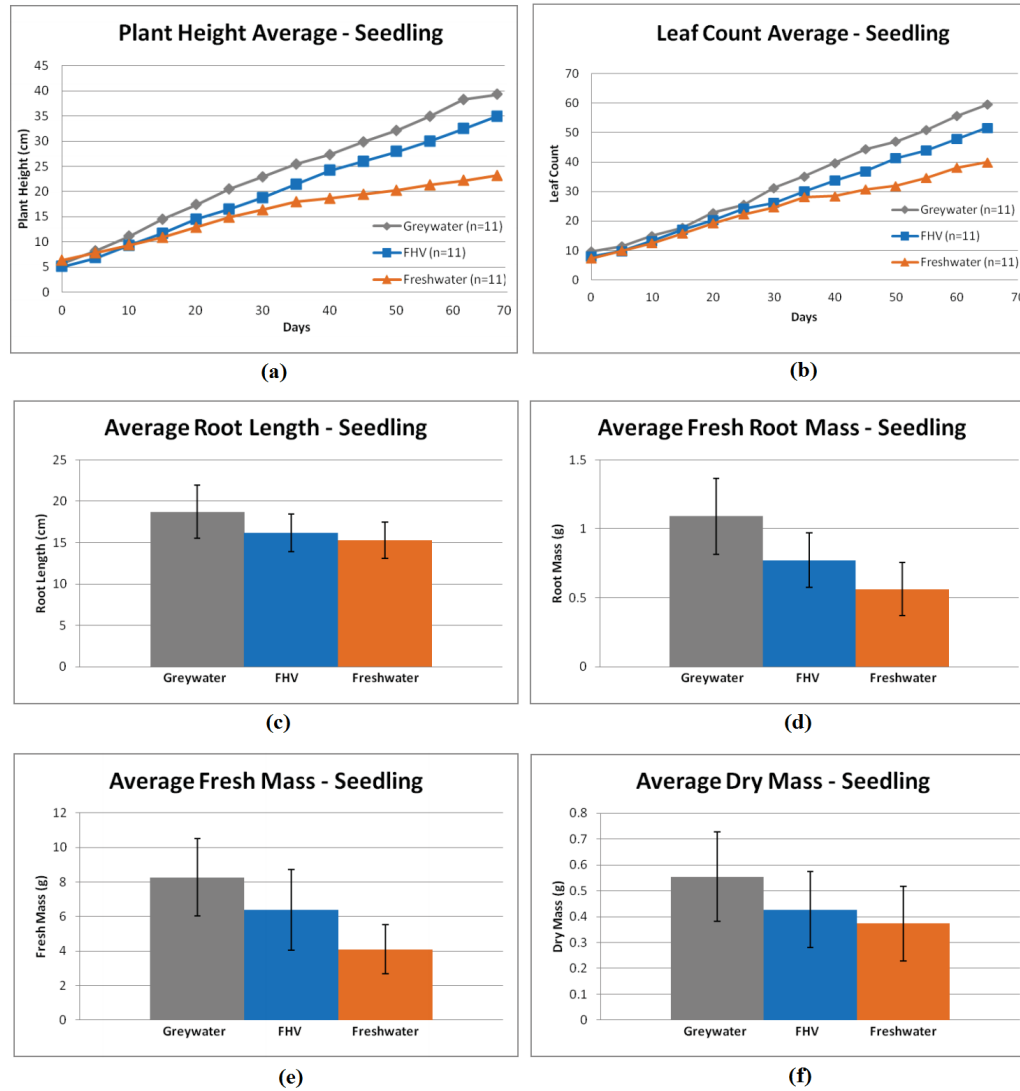 Plant Height Average - Seedling
45
40
35
30
25
20
15
10
5
0
Plant Height (cm)
Greywater (n=11)
FHV (n=11)
Freshwater (n=11)
0 10 20 30 40 50 60 70
Days
(a)
Leaf Count Average - Seedling
70
60
50
40
30
20
10
0
Leaf Count
Greywater (n=11)
FHV (n=11)
Freshwater (n=11)
0 10 20 30 40 50 60 70
Days
(b)
Average Root Length - Seedling
25
20
15
10
5
0
Root Length (cm)
Greywater FHV Freshwater
(c)
Average Fresh Root Mass - Seedling
1.5
1
0.5
0
Root Mass (g)
Greywater FHV Freshwater
(d)
Average Fresh Mass - Seedling
12
10
8
6
4
2
0
Fresh Mass (g)
Greywater FHV Freshwater
(e)
Average Dry Mass - Seedling
0.8
0.7
0.6
0.5
0.4
0.3
0.2
0.1
0
Dry Mass (g)
Greywater FHV Freshwater
(f)